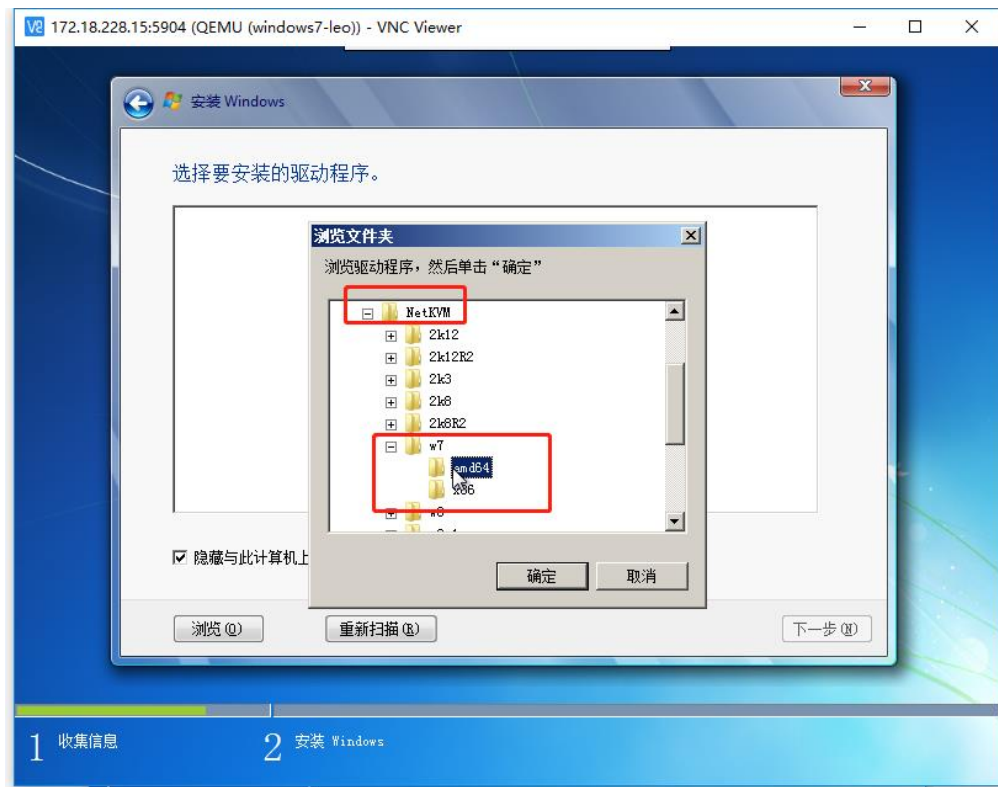 172.18.228.15:5904 (QEMU (windows7-leo)) - VNC Viewer
安装 Windows
选择要安装的驱动程序。
浏览文件夹
浏览驱动程序，然后单击“确定”
NetKVM
2k12
2k12R2
2k3
2k8
2k8R2
w7
amd64
x86
w8
隐藏与此计算机上
确定 取消
浏览(O) 重新扫描(R) 下一步(N)
1 收集信息 2 安装 Windows